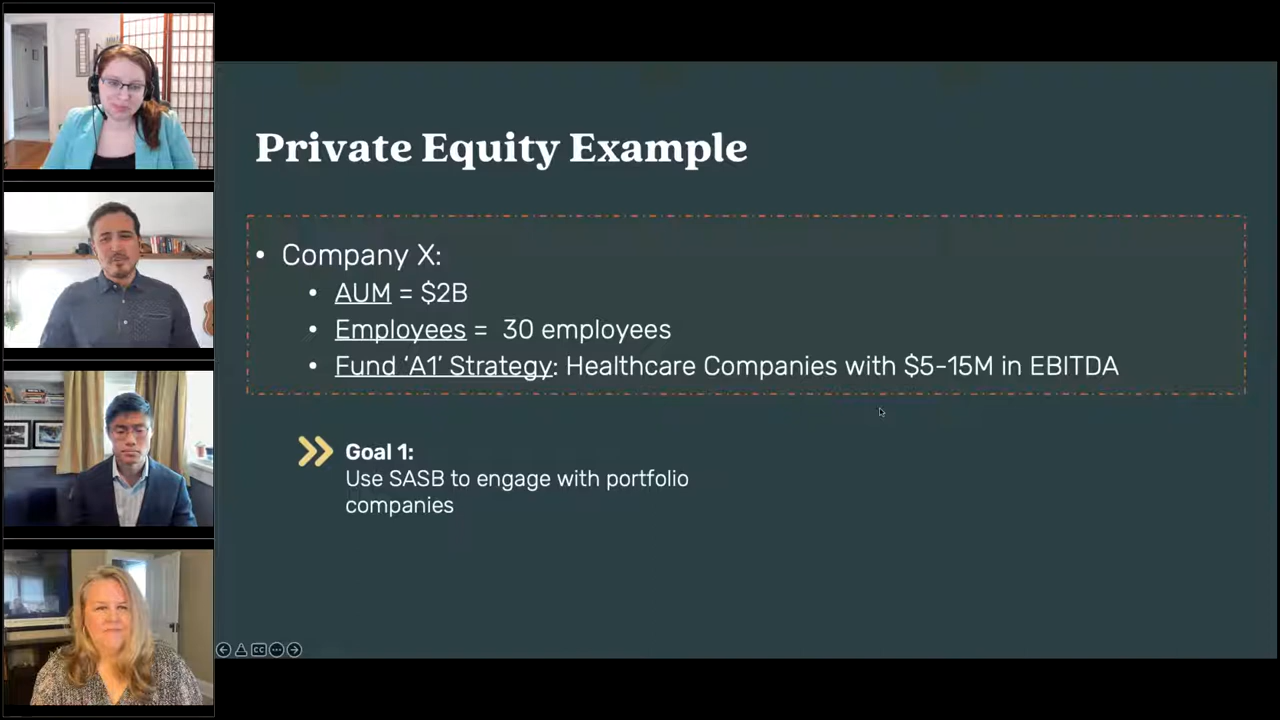 Private Equity Example
• Company X:
• AUM = $2B
• Employees = 30 employees
• Fund ‘A1’ Strategy: Healthcare Companies with $5-15M in EBITDA
Goal 1:
Use SASB to engage with portfolio
companies
CC